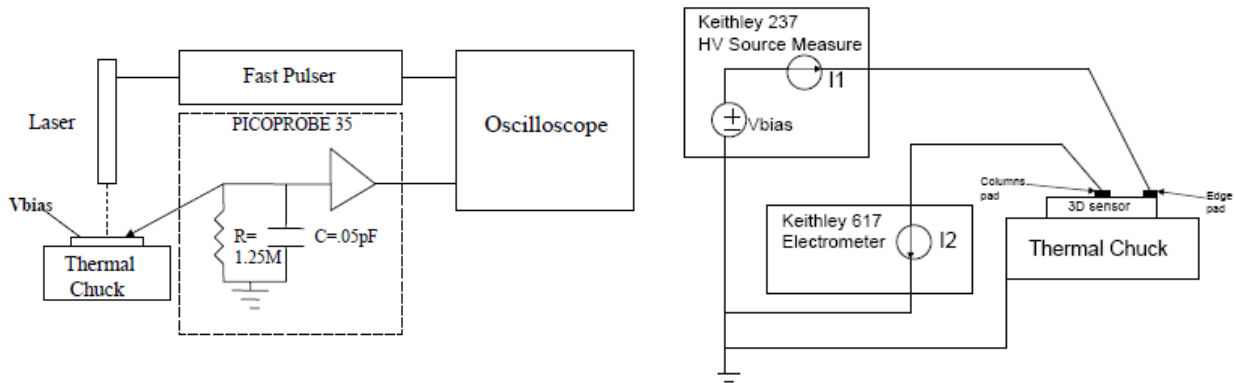 Fast Pulser
Laser
PICOPROBE 35
Oscilloscope
Vbias
R=
1.25M
C=.05pF
Thermal
Chuck
Keithley 237
HV Source Measure
I1
+
Vbias
Columns
pad
3D sensor
Edge
pad
Keithley 617
Electrometer
I2
Thermal Chuck